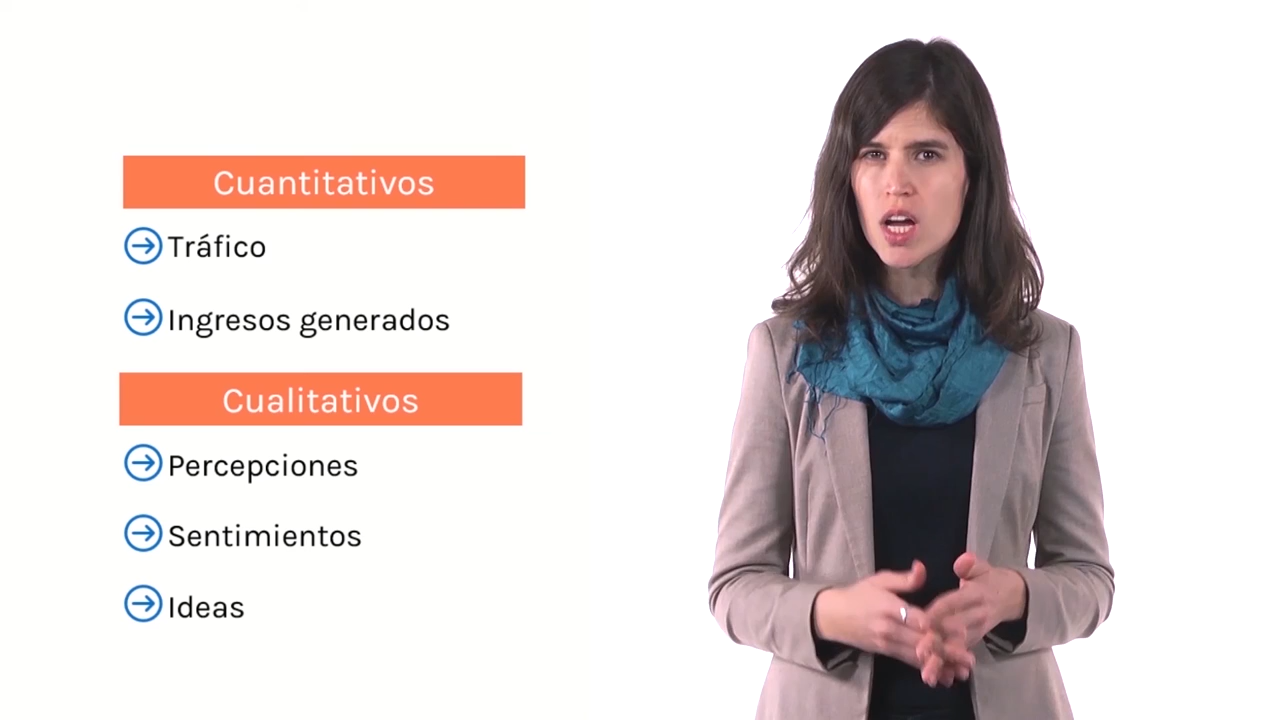 Cuantitativos
Tráfico
Ingresos generados
Cualitativos
Percepciones
Sentimientos
Ideas